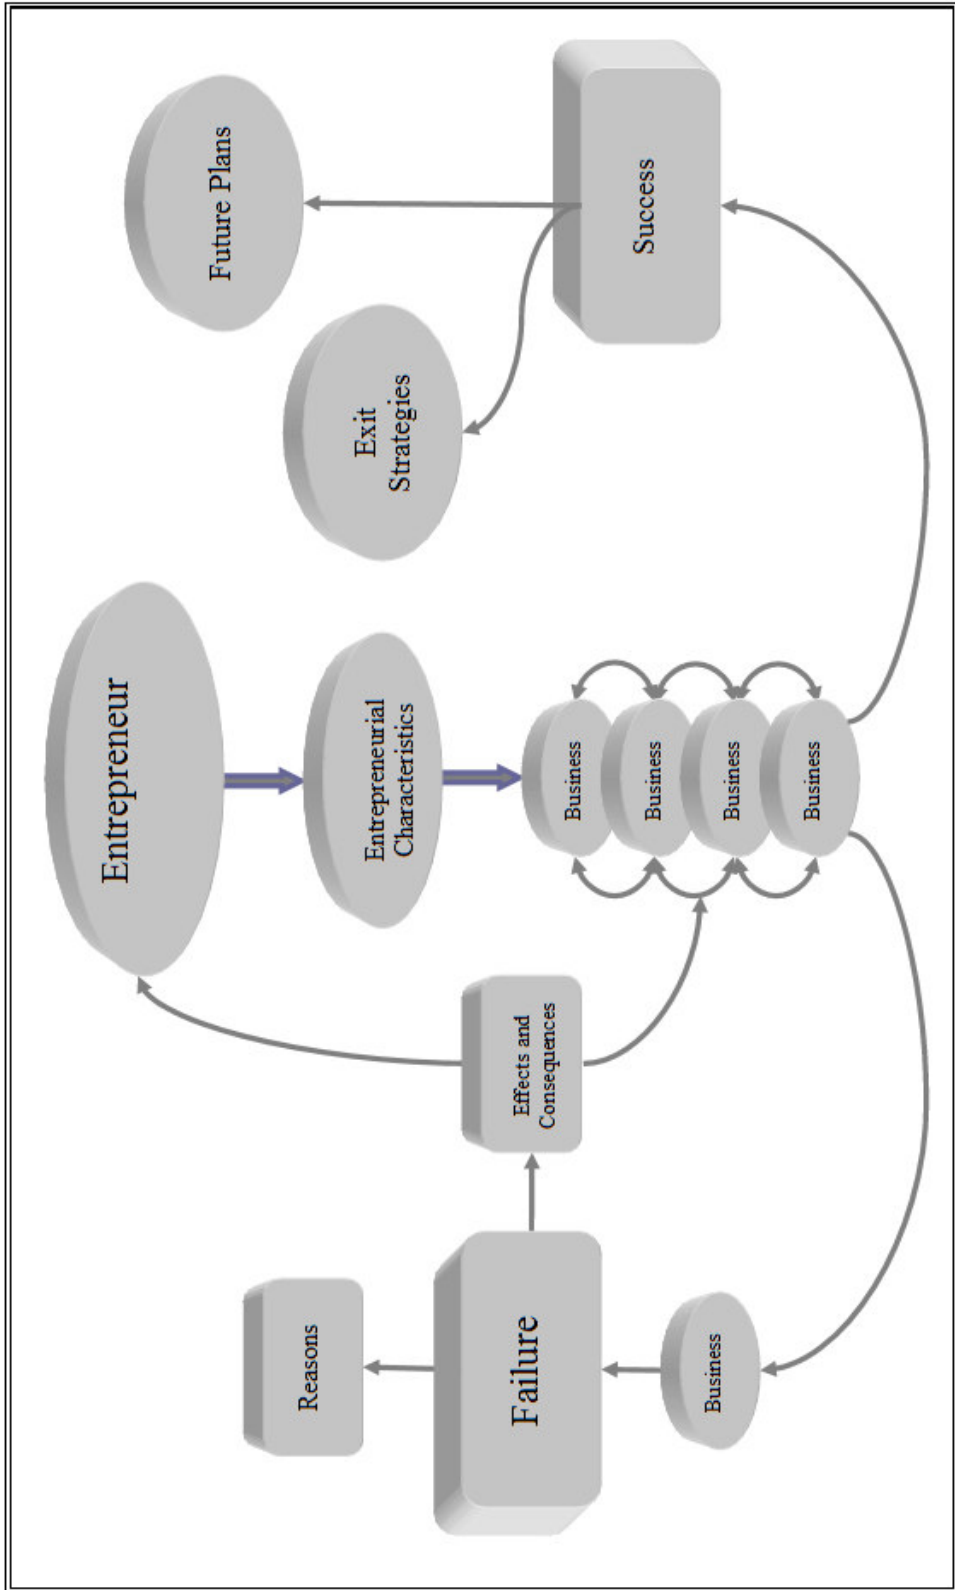 Entrepreneur
Future Plans
Exit
Strategies
Entrepreneurial
Characteristics
Reasons
Effects and
Consequences
Failure
Success
Business
Business
Business
Business
Business